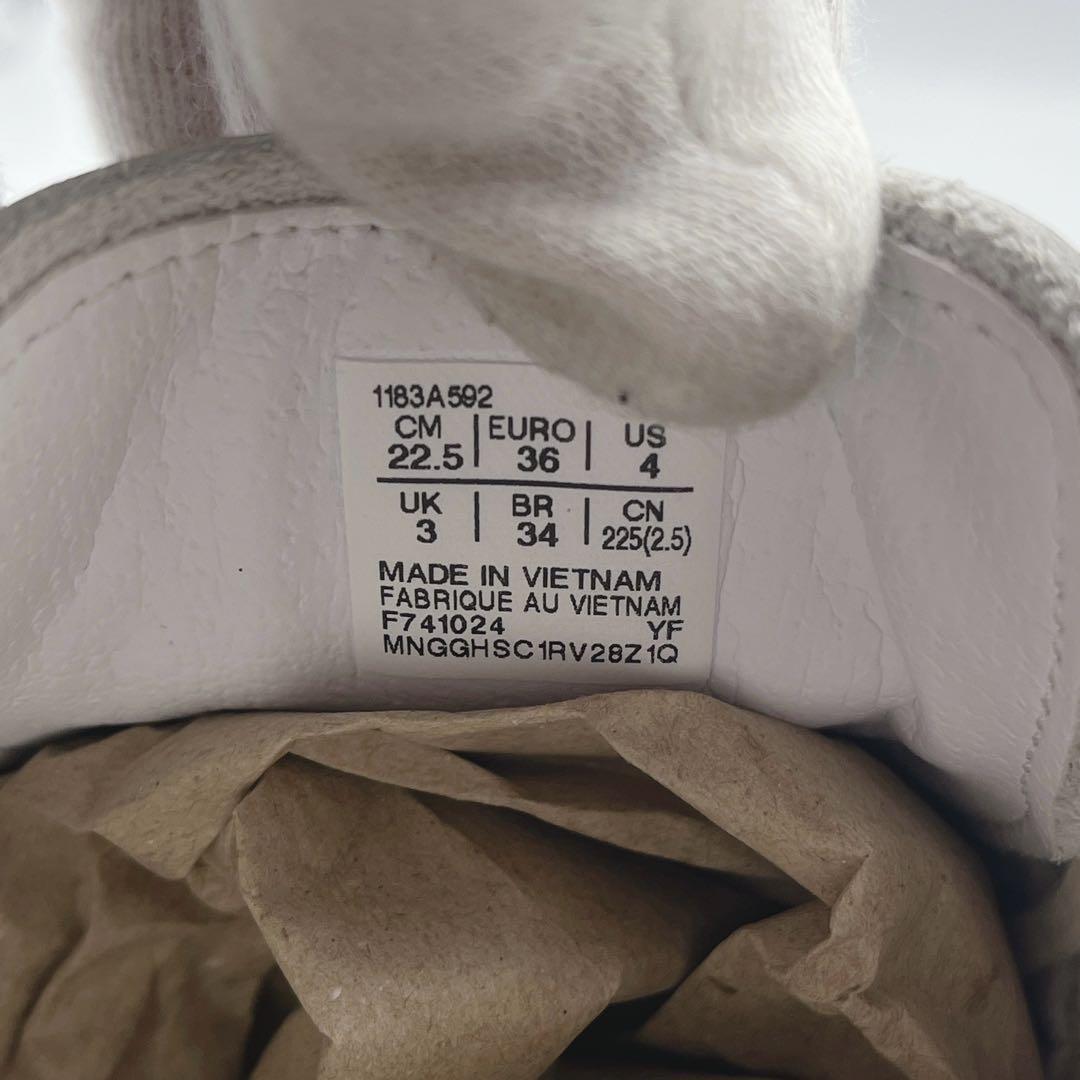 1183A592
CM | EURO | US
22.5 | 36 | 4
UK | BR | CN
3 | 34 | 225(2.5)
MADE IN VIETNAM
FABRIQUE AU VIETNAM
F741024 YF
MNGGHSC1RV28Z1Q